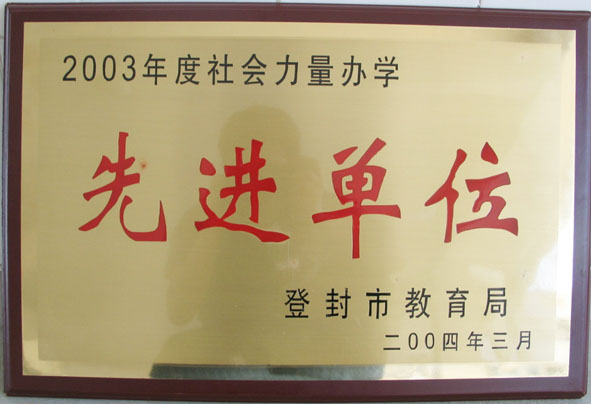 2003年度社会力量办学
先进单位
登封市教育局
二00四年三月